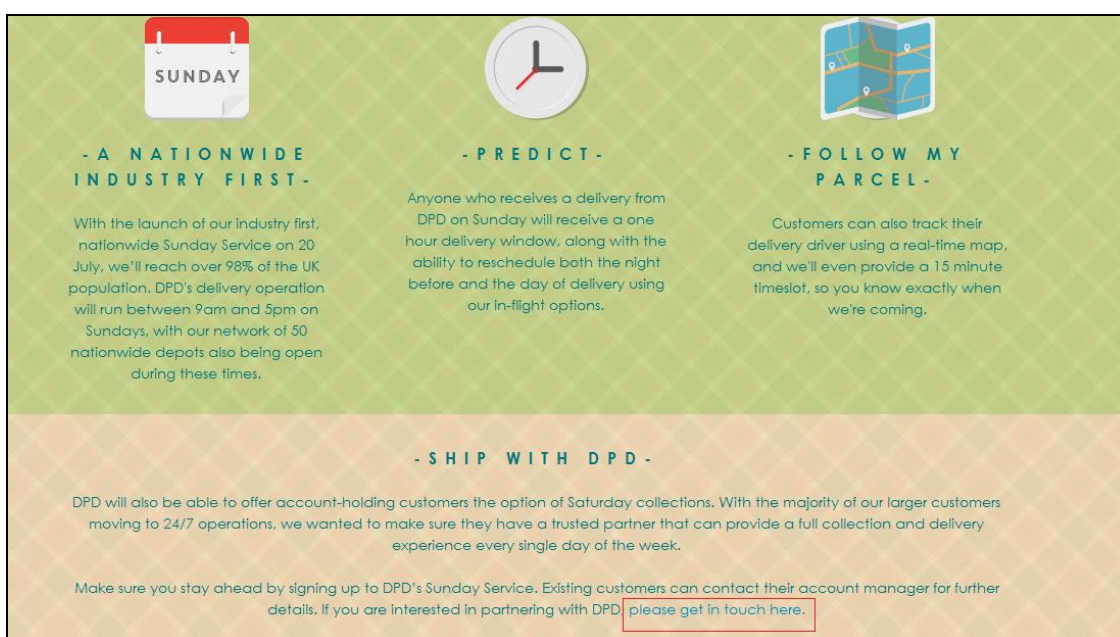 SUNDAY
-A NATIONWIDE
INDUSTRY FIRST-
With the launch of our industry first,
nationwide Sunday Service on 20
July, we'll reach over 98% of the UK
population. DPD's delivery operation
will run between 9am and 5pm on
Sundays, with our network of 50
nationwide depots also being open
during these times.
-PREDICT-
Anyone who receives a delivery from
DPD on Sunday will receive a one
hour delivery window, along with the
ability to reschedule both the night
before and the day of delivery using
our in-flight options.
-FOLLOW MY
PARCEL-
Customers can also track their
delivery driver using a real-time map,
and we'll even provide a 15 minute
timeslot, so you know exactly when
we're coming.
-SHIP WITH DPD-
DPD will also be able to offer account-holding customers the option of Saturday collections. With the majority of our larger customers
moving to 24/7 operations, we wanted to make sure they have a trusted partner that can provide a full collection and delivery
experience every single day of the week.
Make sure you stay ahead by signing up to DPD's Sunday Service. Existing customers can contact their account manager for further
details. If you are interested in partnering with DPD, please get in touch here.